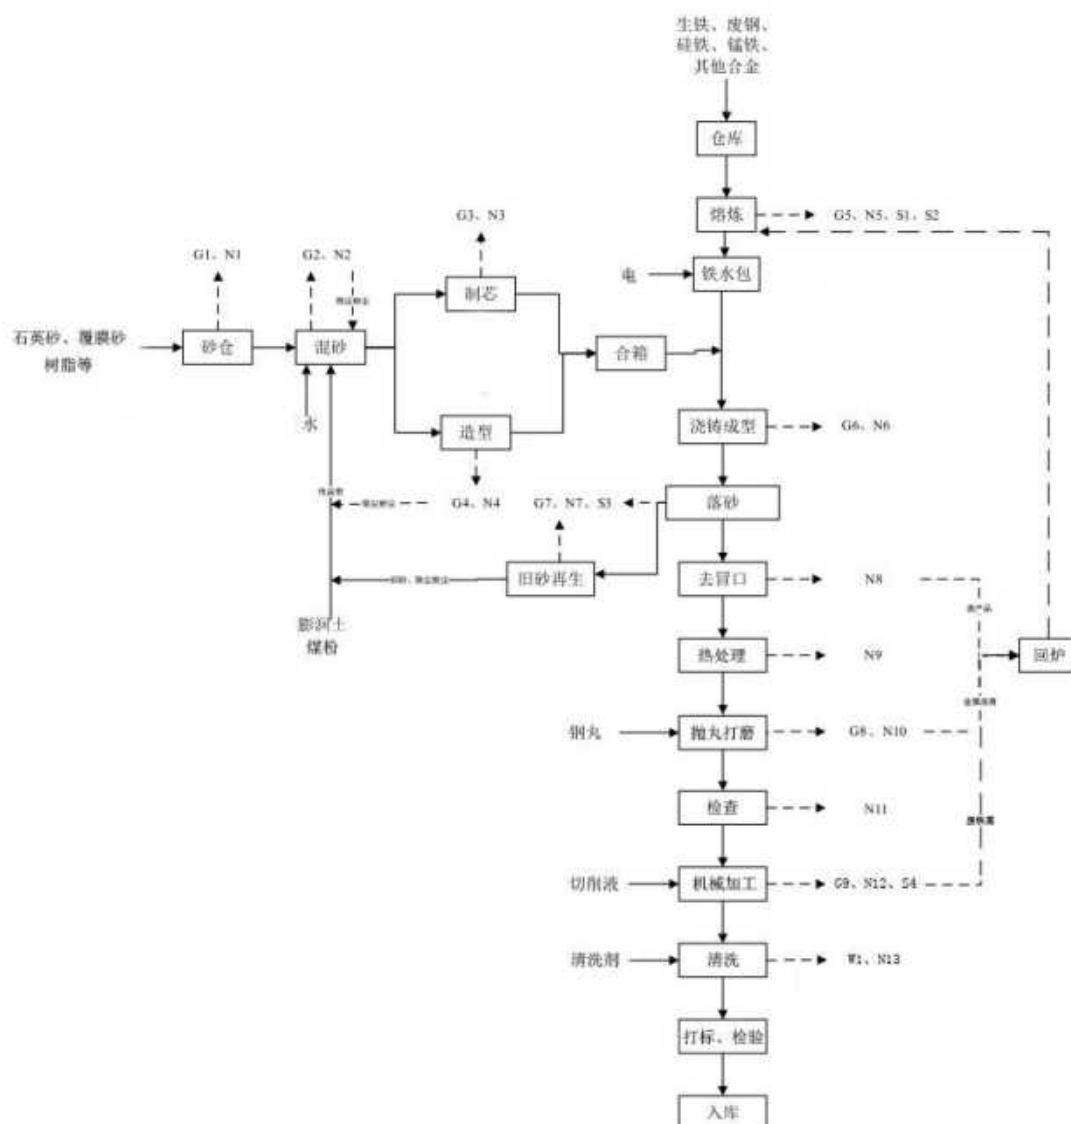 生铁、废钢、
硅铁、锰铁、
其他合金
仓库
熔炼
G5、N5、S1、S2
电
铁水包
G3、N3
制芯
G1、N1
G2、N2
石英砂、覆膜砂
树脂等
砂仓
混砂
水
合箱
造型
G4、N4
浇铸成型
G6、N6
落砂
G7、N7、S3
旧砂再生
膨润土
煤粉
去冒口
N8
热处理
N9
回炉
钢丸
抛丸打磨
G8、N10
检查
N11
切削液
机械加工
G9、N12、S4
清洗剂
清洗
W1、N13
打标、检验
入库